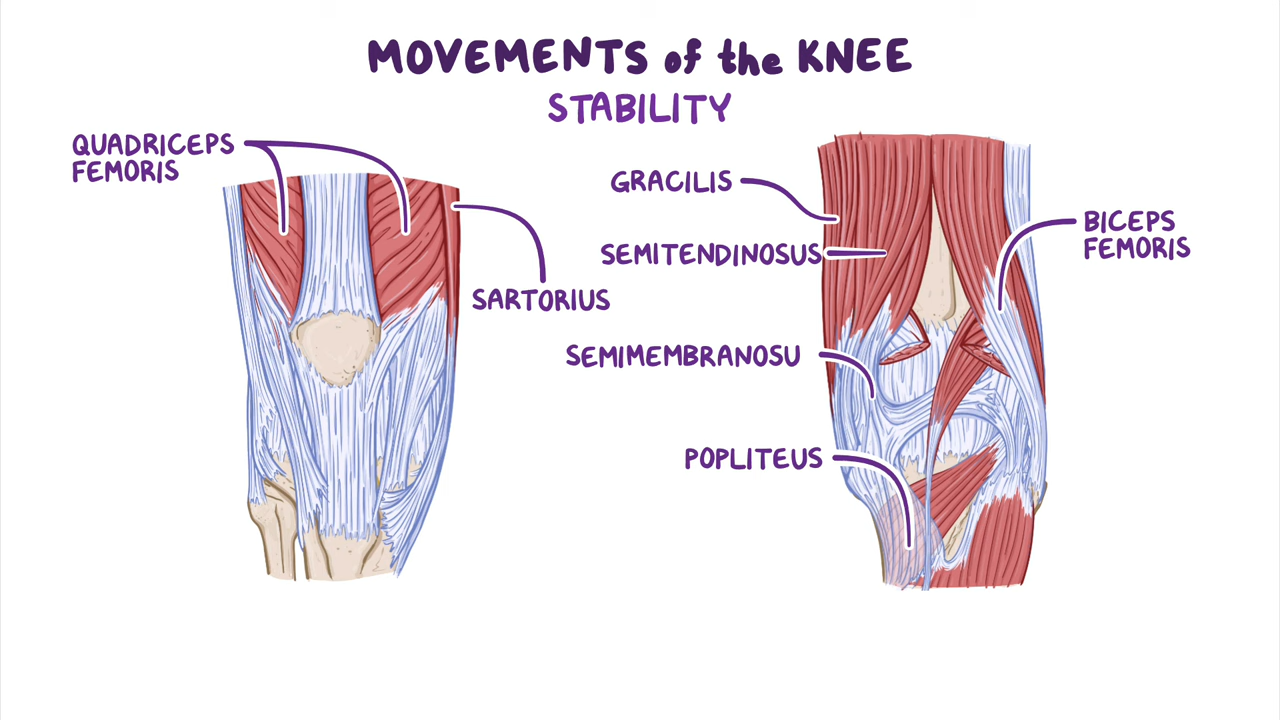 MOVEMENTS of the KNEE
STABILITY
QUADRICEPS
FEMORIS
SARTORIUS
GRACILIS
SEMITENDINOSUS
SEMIMEMBRANOSU
POPLITEUS
BICEPS
FEMORIS